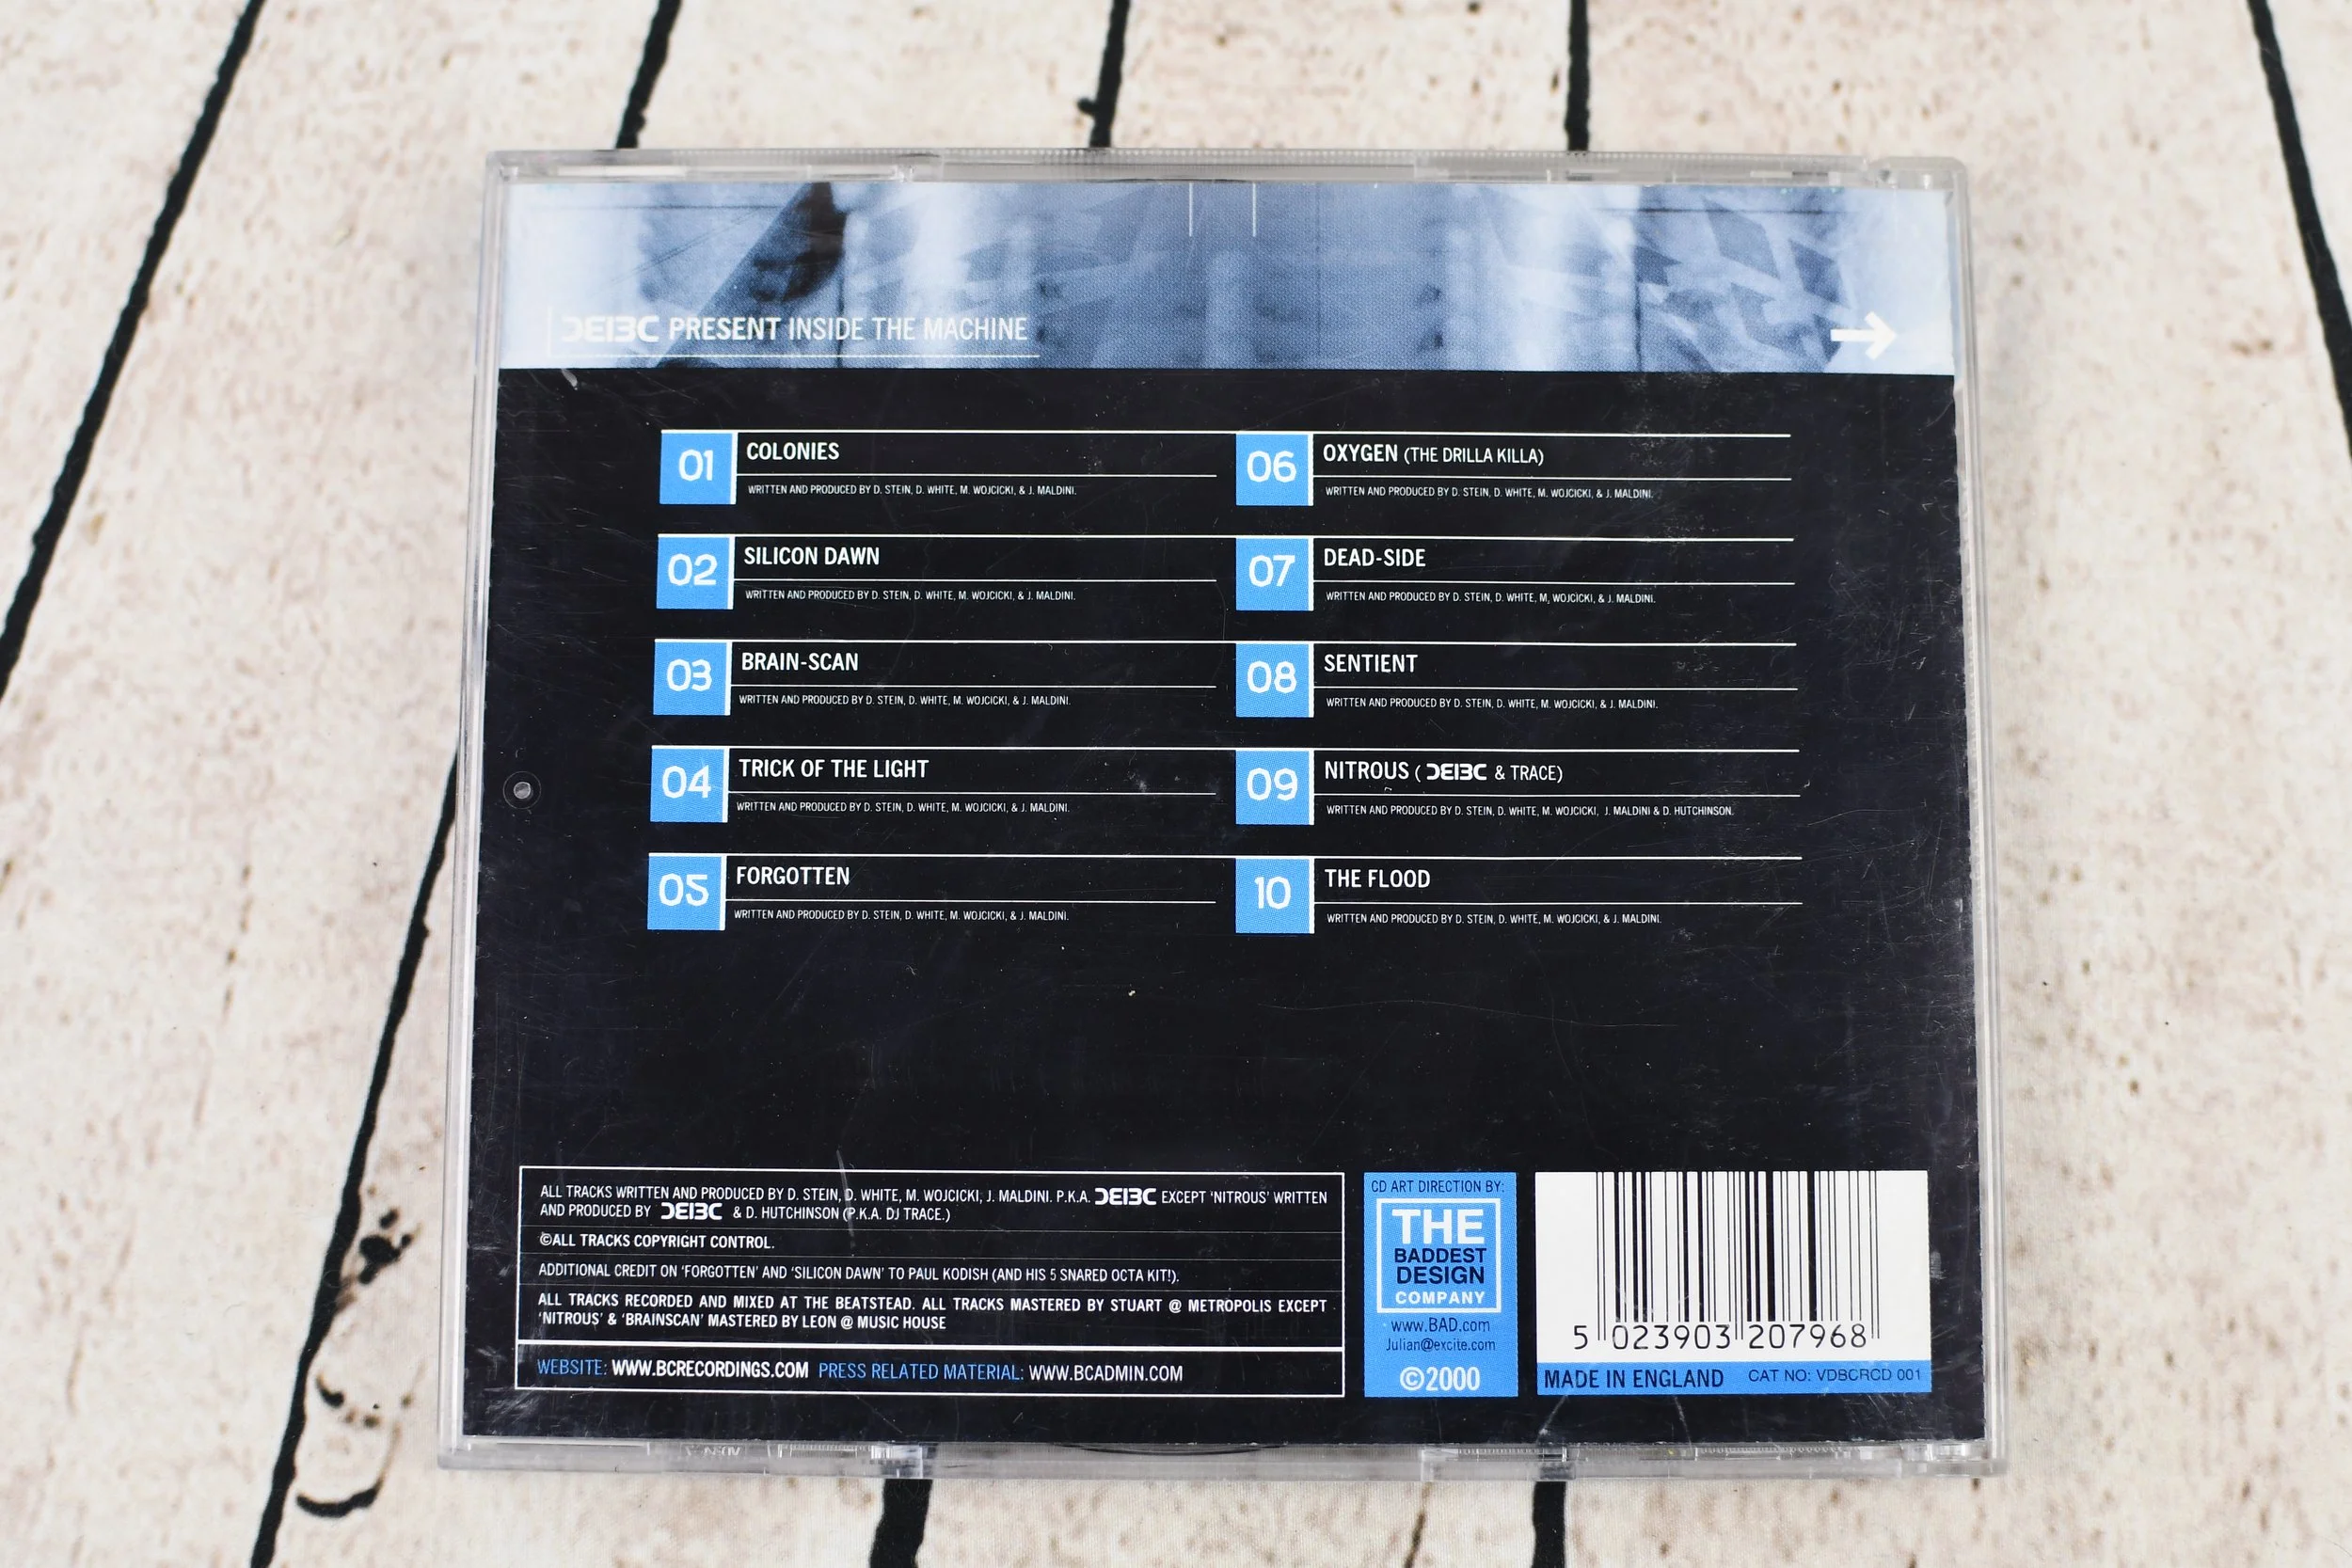 BEIBC PRESENT INSIDE THE MACHINE
01 COLONIES
WRITTEN AND PRODUCED BY D. STEIN, D. WHITE, M. WOJCICKI, & J. MALDINI.
02 SILICON DAWN
WRITTEN AND PRODUCED BY D. STEIN, D. WHITE, M. WOJCICKI, & J. MALDINI.
03 BRAIN-SCAN
WRITTEN AND PRODUCED BY D. STEIN, D. WHITE, M. WOJCICKI, & J. MALDINI.
04 TRICK OF THE LIGHT
WRITTEN AND PRODUCED BY D. STEIN, D. WHITE, M. WOJCICKI, & J. MALDINI.
05 FORGOTTEN
WRITTEN AND PRODUCED BY D. STEIN, D. WHITE, M. WOJCICKI, & J. MALDINI.
06 OXYGEN (THE DRILLA KILLA)
WRITTEN AND PRODUCED BY D. STEIN, D. WHITE, M. WOJCICKI, & J. MALDINI.
07 DEAD-SIDE
WRITTEN AND PRODUCED BY D. STEIN, D. WHITE, M, WOJCICKI, & J. MALDINI.
08 SENTIENT
WRITTEN AND PRODUCED BY D. STEIN, D. WHITE, M. WOJCICKI, & J. MALDINI.
09 NITROUS ( BEIBC & TRACE)
WRITTEN AND PRODUCED BY D. STEIN, D. WHITE, M. WOJCICKI, J. MALDINI & D. HUTCHINSON.
10 THE FLOOD
WRITTEN AND PRODUCED BY D. STEIN, D. WHITE, M. WOJCICKI, & J. MALDINI.
ALL TRACKS WRITTEN AND PRODUCED BY D. STEIN, D. WHITE, M. WOJCICKI, J. MALDINI. P.K.A. BEIBC EXCEPT 'NITROUS' WRITTEN
AND PRODUCED BY BEIBC & D. HUTCHINSON (P.K.A. DJ TRACE.)
©ALL TRACKS COPYRIGHT CONTROL.
ADDITIONAL CREDIT ON 'FORGOTTEN' AND 'SILICON DAWN' TO PAUL KODISH (AND HIS 5 SNARED OCTA KIT!).
ALL TRACKS RECORDED AND MIXED AT THE BEATSTEAD. ALL TRACKS MASTERED BY STUART @ METROPOLIS EXCEPT
'NITROUS' & 'BRAINSCAN' MASTERED BY LEON @ MUSIC HOUSE
WEBSITE: WWW.BCRECORDINGS.COM PRESS RELATED MATERIAL: WWW.BCADMIN.COM
CD ART DIRECTION BY:
THE
BADDEST
DESIGN
COMPANY
www.BAD.com
Julian@excite.com
©2000
5 023903 207968
MADE IN ENGLAND CAT NO: VDBCRCD 001